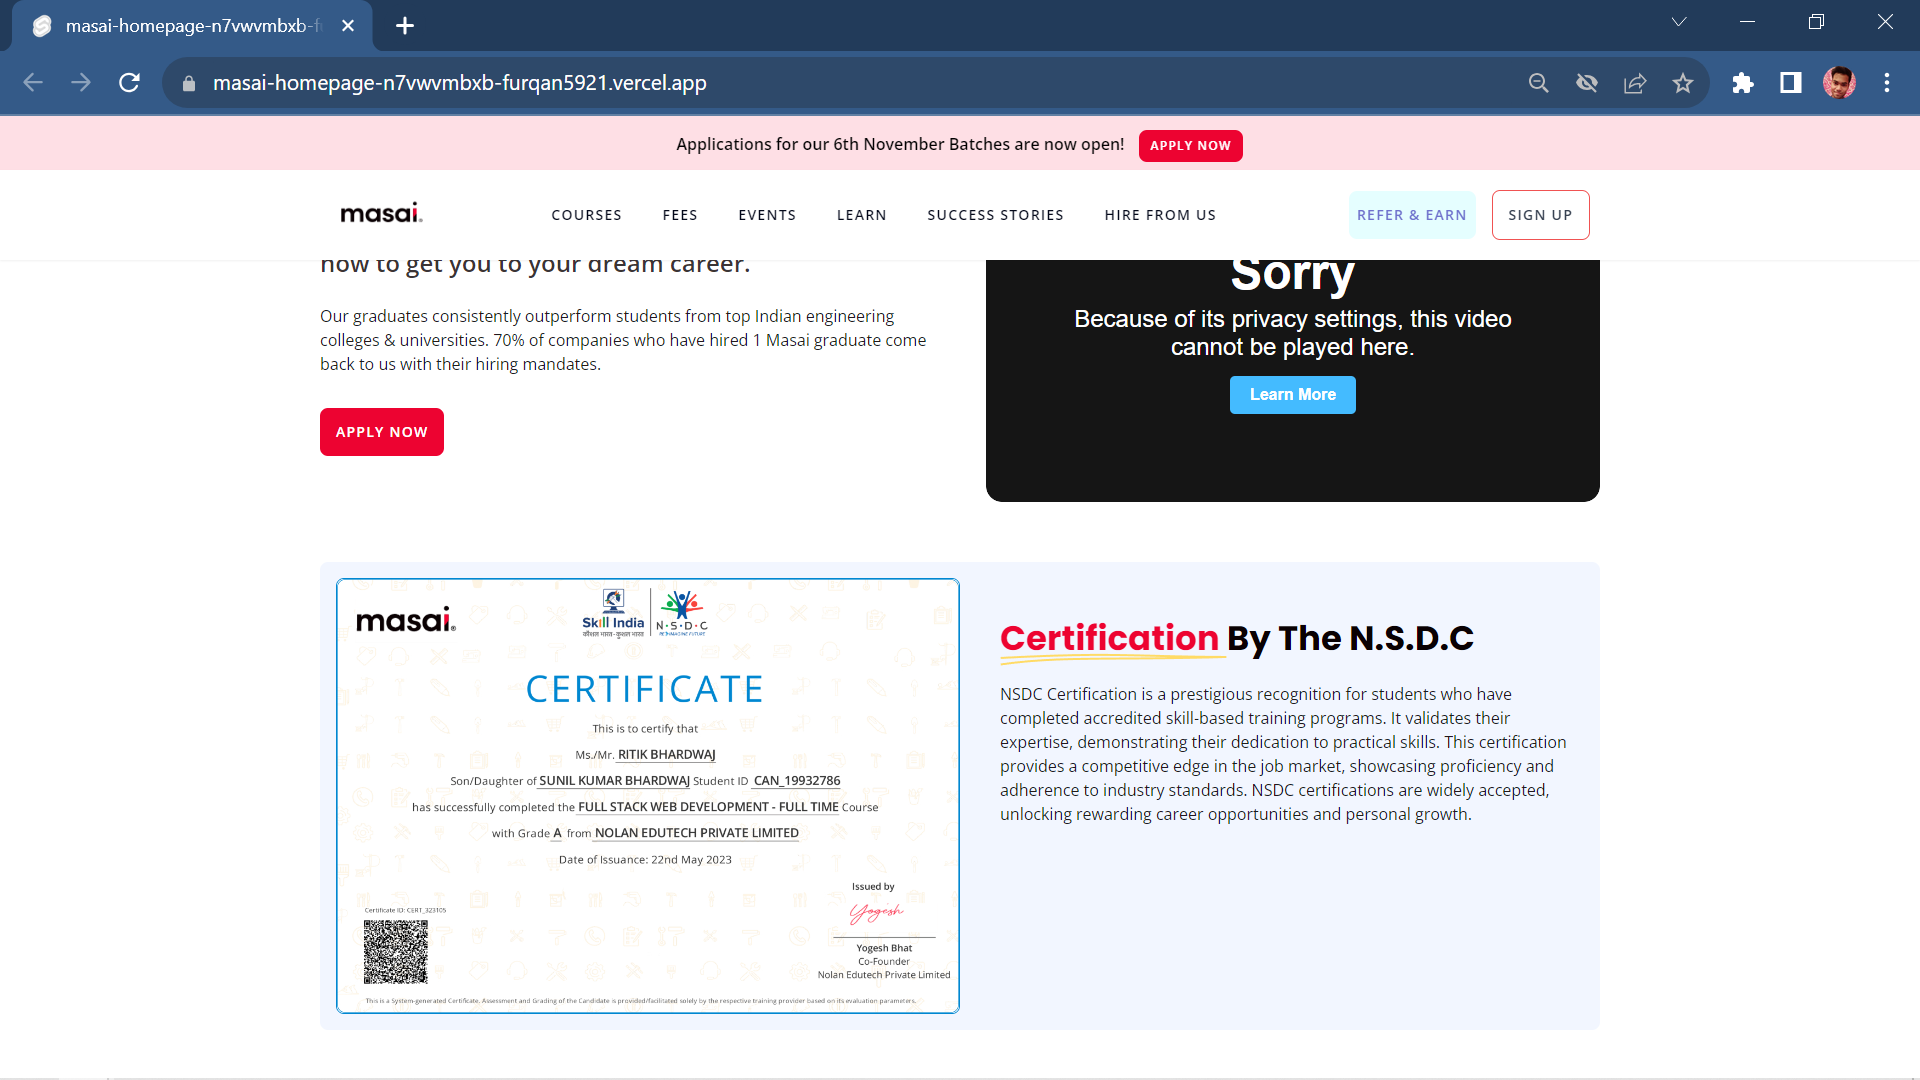 masai-homepage-n7vwvmbxb-f
masai-homepage-n7vwvmbxb-furqan5921.vercel.app
Applications for our 6th November Batches are now open! APPLY NOW
masai. COURSES FEES EVENTS LEARN SUCCESS STORIES HIRE FROM US REFER & EARN SIGN UP
how to get you to your dream career.
Our graduates consistently outperform students from top Indian engineering
colleges & universities. 70% of companies who have hired 1 Masai graduate come
back to us with their hiring mandates.
APPLY NOW
Sorry
Because of its privacy settings, this video
cannot be played here.
Learn More
masai.
Skill India
कौशल भारत - कुशल भारत
N·S·D·C
RE-IMAGINE FUTURE
CERTIFICATE
This is to certify that
Ms./Mr. RITIK BHARDWAJ
Son/Daughter of SUNIL KUMAR BHARDWAJ Student ID CAN_19932786
has successfully completed the FULL STACK WEB DEVELOPMENT - FULL TIME Course
with Grade A from NOLAN EDUTECH PRIVATE LIMITED
Date of Issuance: 22nd May 2023
Issued by
Yogesh
Yogesh Bhat
Co-Founder
Nolan Edutech Private Limited
Certificate ID: CERT_323105
This is a System-generated Certificate. Assessment and Grading of the Candidate is provided/facilitated solely by the respective training provider based on its evaluation parameters.
Certification By The N.S.D.C
NSDC Certification is a prestigious recognition for students who have
completed accredited skill-based training programs. It validates their
expertise, demonstrating their dedication to practical skills. This certification
provides a competitive edge in the job market, showcasing proficiency and
adherence to industry standards. NSDC certifications are widely accepted,
unlocking rewarding career opportunities and personal growth.